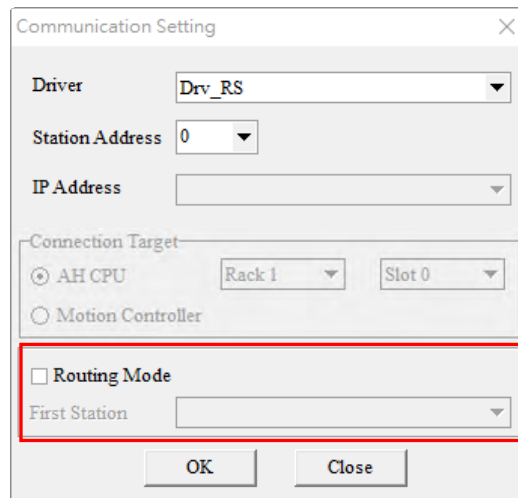 Communication Setting
Driver Drv_RS
Station Address 0
IP Address
Connection Target
AH CPU Rack 1 Slot 0
Motion Controller
Routing Mode
First Station
OK Close